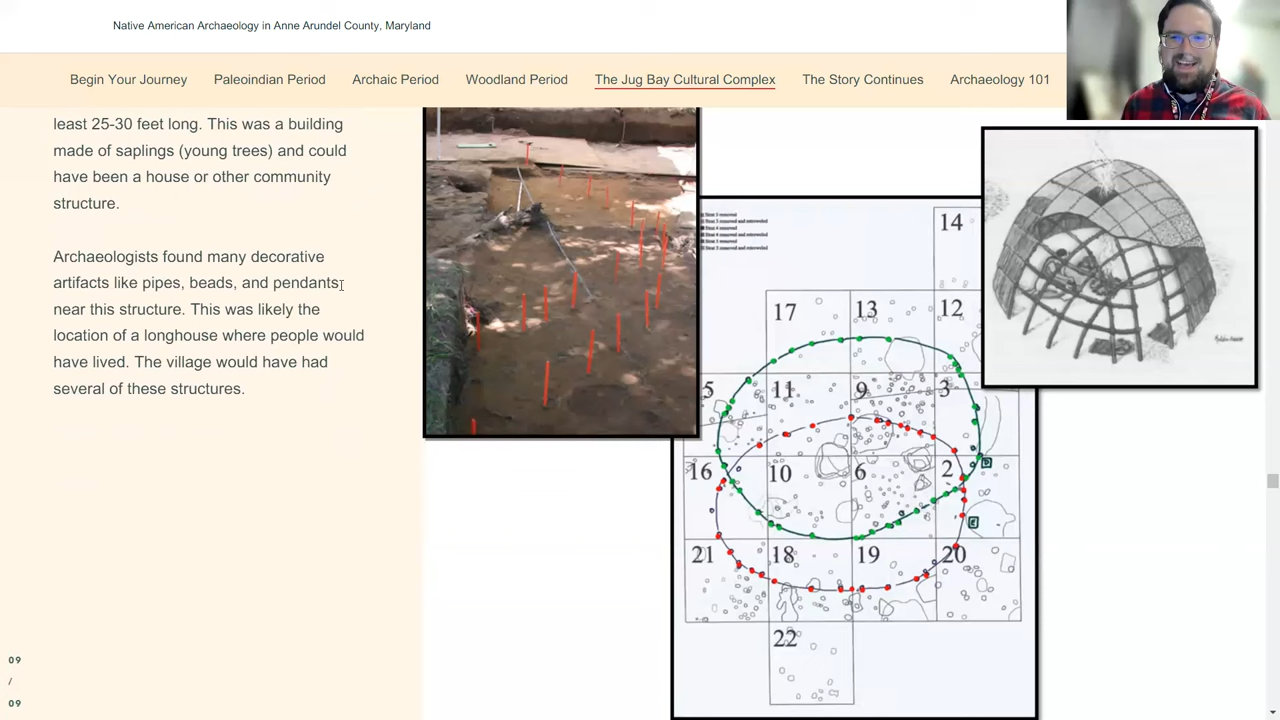 Native American Archaeology in Anne Arundel County, Maryland
Begin Your Journey
Paleoindian Period
Archaic Period
Woodland Period
The Jug Bay Cultural Complex
The Story Continues
Archaeology 101
least 25-30 feet long. This was a building
made of saplings (young trees) and could
have been a house or other community
structure.
Archaeologists found many decorative
artifacts like pipes, beads, and pendants
near this structure. This was likely the
location of a longhouse where people would
have lived. The village would have had
several of these structures.
14
17
13
12
5
11
9
3
16
10
6
2
21
18
19
20
22
09
/
09